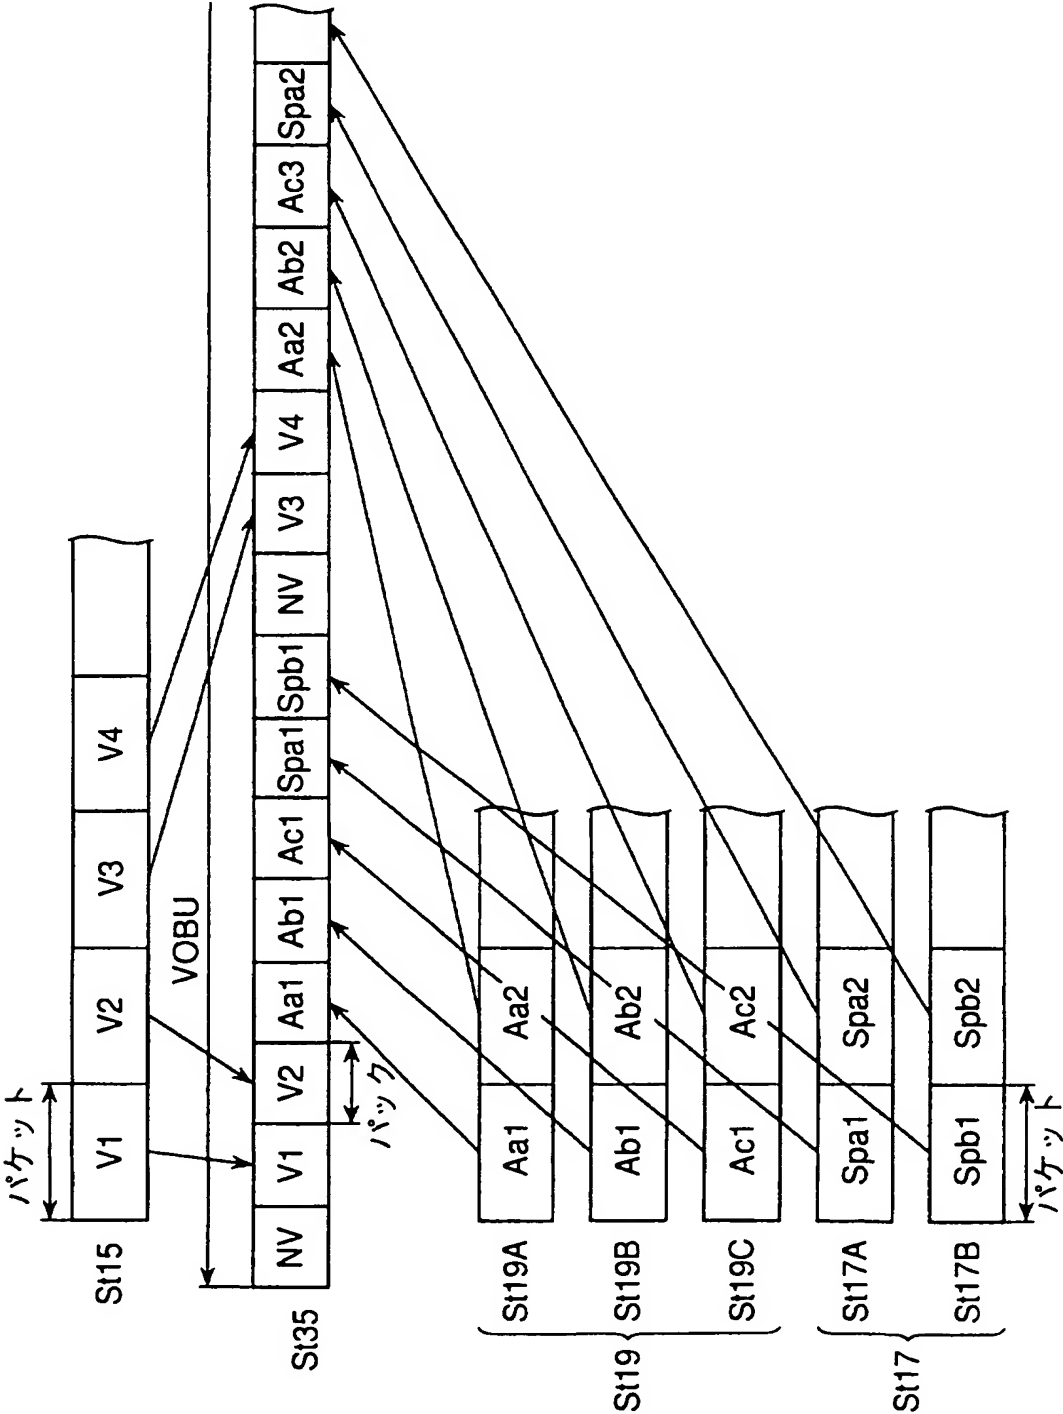 パケット
St15 V1 V2 V3 V4
VOBU
St35 NV V1 V2 Aa1 Ab1 Ac1 Spa1 Spb1 NV V3 V4 Aa2 Ab2 Ac3 Spa2
パック
St19
St19A Aa1 Aa2
St19B Ab1 Ab2
St19C Ac1 Ac2
St17
St17A Spa1 Spa2
St17B Spb1 Spb2
パケット